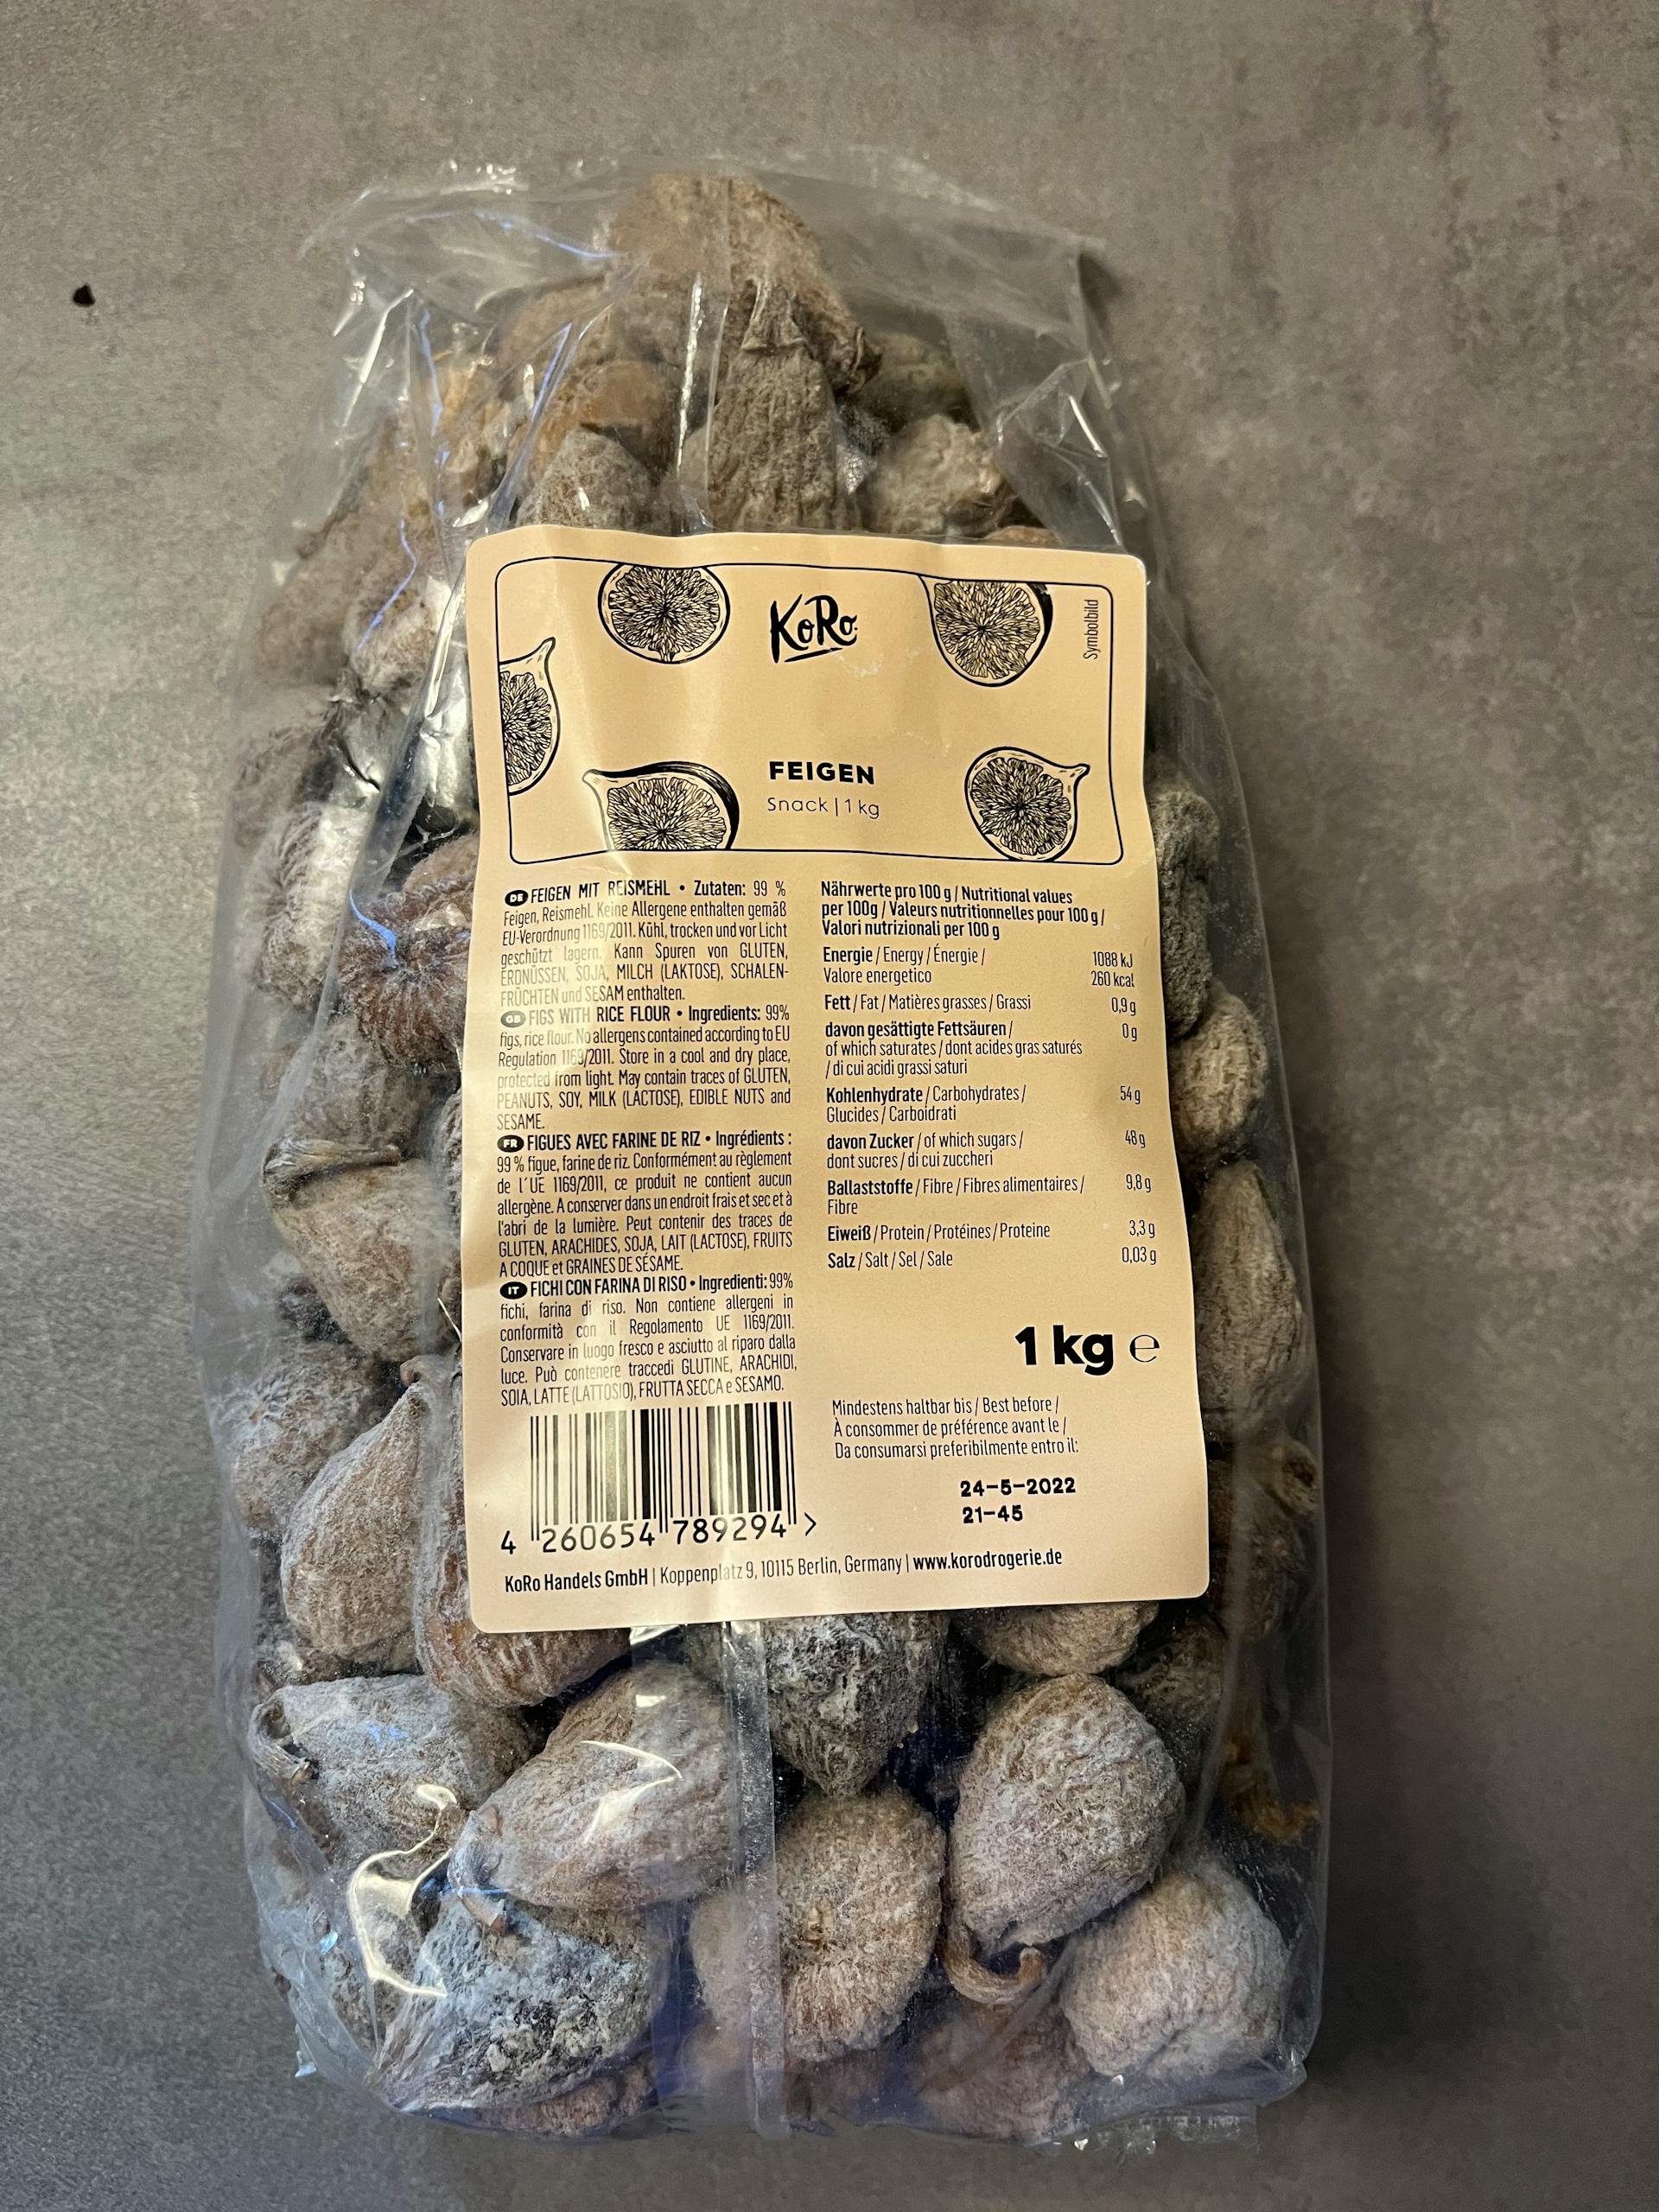 KoRo
Symbolbild
FEIGEN
Snack | 1 kg
DE FEIGEN MIT REISMEHL • Zutaten: 99 %
Feigen, Reismehl. Keine Allergene enthalten gemäß
EU-Verordnung 1169/2011. Kühl, trocken und vor Licht
geschützt lagern. Kann Spuren von GLUTEN,
ERDNÜSSEN, SOJA, MILCH (LAKTOSE), SCHALEN-
FRÜCHTEN und SESAM enthalten.
GB FIGS WITH RICE FLOUR • Ingredients: 99%
figs, rice flour. No allergens contained according to EU
Regulation 1169/2011. Store in a cool and dry place,
protected from light. May contain traces of GLUTEN,
PEANUTS, SOY, MILK (LACTOSE), EDIBLE NUTS and
SESAME.
FR FIGUES AVEC FARINE DE RIZ • Ingrédients :
99 % figue, farine de riz. Conformément au règlement
de l´UE 1169/2011, ce produit ne contient aucun
allergène. A conserver dans un endroit frais et sec et à
l'abri de la lumière. Peut contenir des traces de
GLUTEN, ARACHIDES, SOJA, LAIT (LACTOSE), FRUITS
A COQUE et GRAINES DE SÉSAME.
IT FICHI CON FARINA DI RISO • Ingredienti: 99%
fichi, farina di riso. Non contiene allergeni in
conformità con il Regolamento UE 1169/2011.
Conservare in luogo fresco e asciutto al riparo dalla
luce. Può contenere traccedi GLUTINE, ARACHIDI,
SOIA, LATTE (LATTOSIO), FRUTTA SECCA e SESAMO.
4 260654 789294 >
Nährwerte pro 100 g / Nutritional values
per 100g / Valeurs nutritionnelles pour 100 g /
Valori nutrizionali per 100 g
Energie / Energy / Énergie / 1088 kJ
Valore energetico 260 kcal
Fett / Fat / Matières grasses / Grassi 0,9 g
davon gesättigte Fettsäuren / 0 g
of which saturates / dont acides gras saturés
/ di cui acidi grassi saturi
Kohlenhydrate / Carbohydrates / 54 g
Glucides / Carboidrati
davon Zucker / of which sugars / 48 g
dont sucres / di cui zuccheri
Ballaststoffe / Fibre / Fibres alimentaires / 9,8 g
Fibre
Eiweiß / Protein / Protéines / Proteine 3,3 g
Salz / Salt / Sel / Sale 0,03 g
1 kg ℮
Mindestens haltbar bis / Best before /
À consommer de préférence avant le /
Da consumarsi preferibilmente entro il:
24-5-2022
21-45
KoRo Handels GmbH | Koppenplatz 9, 10115 Berlin, Germany | www.korodrogerie.de